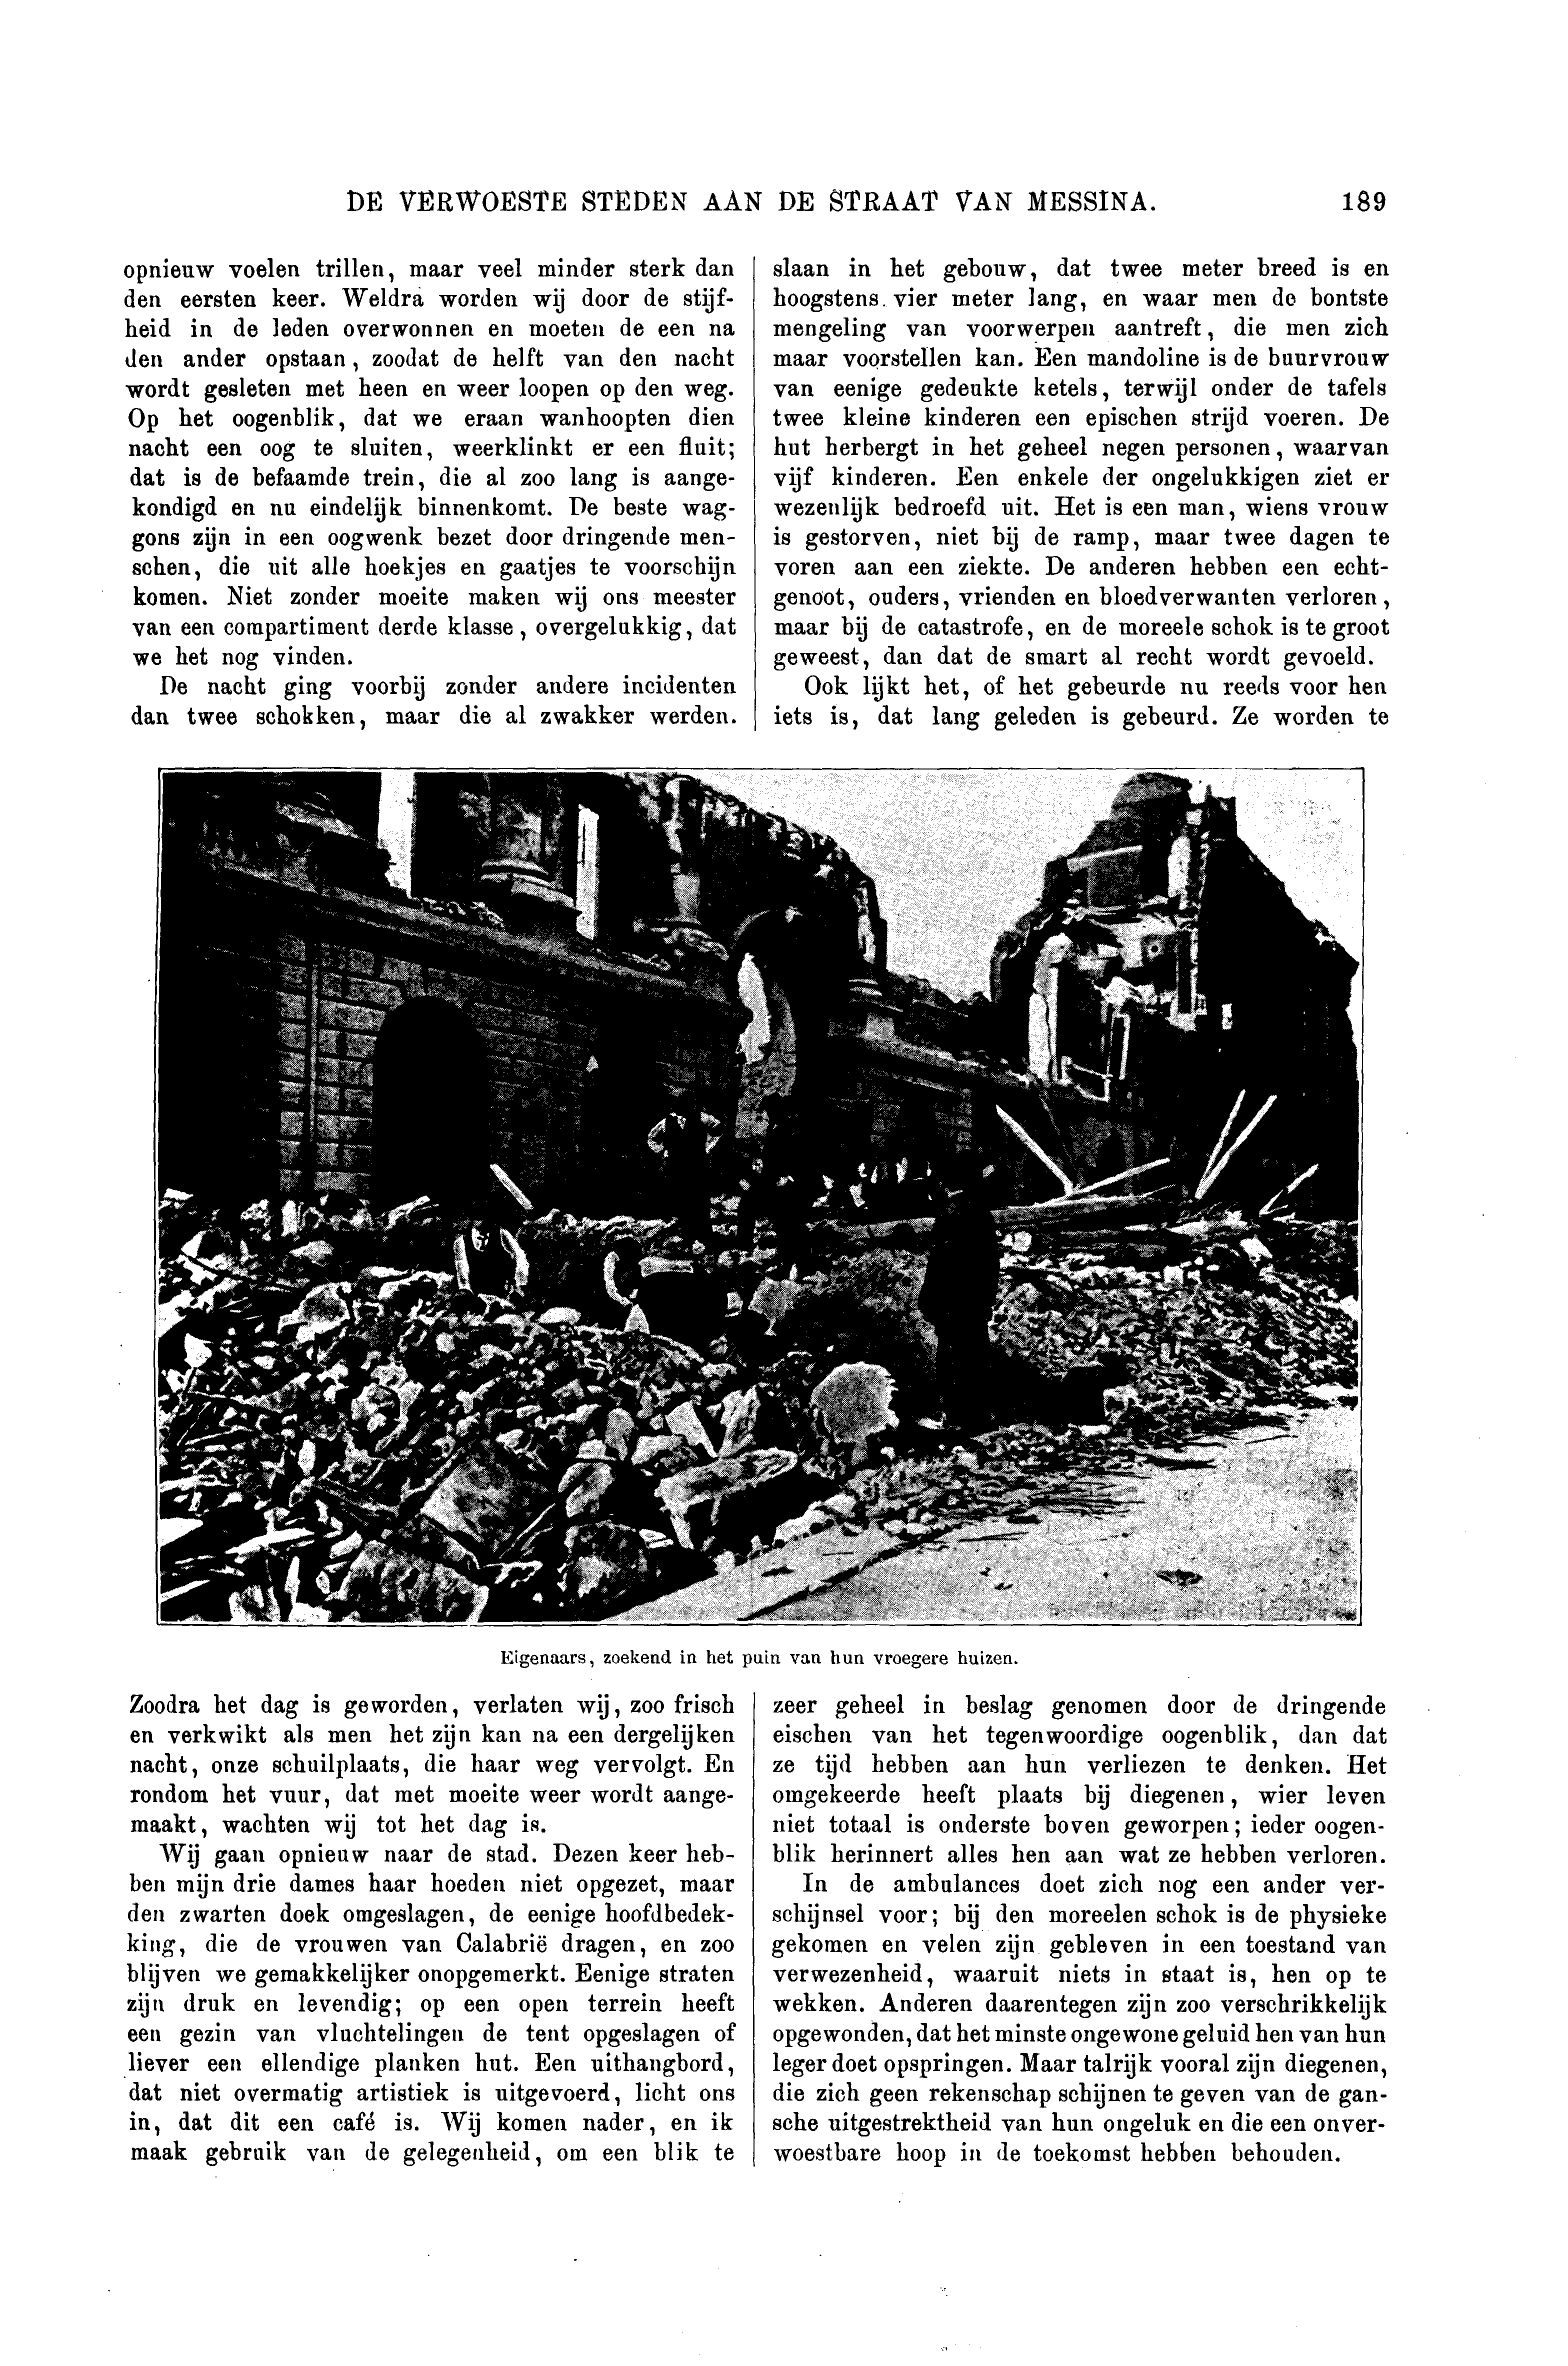 DE VERWOESTE STEDEN AAN DE STRAAT VAN MESSINA. 189
opnieuw voelen trillen, maar veel minder sterk dan
den eersten keer. Weldra worden wij door de stijf-
heid in de leden overwonnen en moeten de een na
den ander opstaan, zoodat de helft van den nacht
wordt gesleten met heen en weer loopen op den weg.
Op het oogenblik, dat we eraan wanhoopten dien
nacht een oog te sluiten, weerklinkt er een fluit;
dat is de befaamde trein, die al zoo lang is aange-
kondigd en nu eindelijk binnenkomt. De beste wag-
gons zijn in een oogwenk bezet door dringende men-
schen, die uit alle hoekjes en gaatjes te voorschijn
komen. Niet zonder moeite maken wij ons meester
van een compartiment derde klasse, overgelukkig, dat
we het nog vinden.
De nacht ging voorbij zonder andere incidenten
dan twee schokken, maar die al zwakker werden.
Zoodra het dag is geworden, verlaten wij, zoo frisch
en verkwikt als men het zijn kan na een dergelijken
nacht, onze schuilplaats, die haar weg vervolgt. En
rondom het vuur, dat met moeite weer wordt aange-
maakt, wachten wij tot het dag is.
Wij gaan opnieuw naar de stad. Dezen keer heb-
ben mijn drie dames haar hoeden niet opgezet, maar
den zwarten doek omgeslagen, de eenige hoofdbedek-
king, die de vrouwen van Calabrië dragen, en zoo
blijven we gemakkelijker onopgemerkt. Eenige straten
zijn druk en levendig; op een open terrein heeft
een gezin van vluchtelingen de tent opgeslagen of
liever een ellendige planken hut. Een uithangbord,
dat niet overmatig artistiek is uitgevoerd, licht ons
in, dat dit een café is. Wij komen nader, en ik
maak gebruik van de gelegenheid, om een blik te
slaan in het gebouw, dat twee meter breed is en
hoogstens vier meter lang, en waar men de bontste
mengeling van voorwerpen aantreft, die men zich
maar voorstellen kan. Een mandoline is de buurvrouw
van eenige gedeukte ketels, terwijl onder de tafels
twee kleine kinderen een epischen strijd voeren. De
hut herbergt in het geheel negen personen, waarvan
vijf kinderen. Een enkele der ongelukkigen ziet er
wezenlijk bedroefd uit. Het is een man, wiens vrouw
is gestorven, niet bij de ramp, maar twee dagen te
voren aan een ziekte. De anderen hebben een echt-
genoot, ouders, vrienden en bloedverwanten verloren,
maar bij de catastrofe, en de moreele schok is te groot
geweest, dan dat de smart al recht wordt gevoeld.
Ook lijkt het, of het gebeurde nu reeds voor hen
iets is, dat lang geleden is gebeurd. Ze worden te
zeer geheel in beslag genomen door de dringende
eischen van het tegenwoordige oogenblik, dan dat
ze tijd hebben aan hun verliezen te denken. Het
omgekeerde heeft plaats bij diegenen, wier leven
niet totaal is onderste boven geworpen; ieder oogen-
blik herinnert alles hen aan wat ze hebben verloren.
In de ambulances doet zich nog een ander ver-
schijnsel voor; bij den moreelen schok is de physieke
gekomen en velen zijn gebleven in een toestand van
verwezenheid, waaruit niets in staat is, hen op te
wekken. Anderen daarentegen zijn zoo verschrikkelijk
opgewonden, dat het minste ongewone geluid hen van hun
leger doet opspringen. Maar talrijk vooral zijn diegenen,
die zich geen rekenschap schijnen te geven van de gan-
sche uitgestrektheid van hun ongeluk en die een onver-
woestbare hoop in de toekomst hebben behouden.
Eigenaars, zoekend in het puin van hun vroegere huizen.